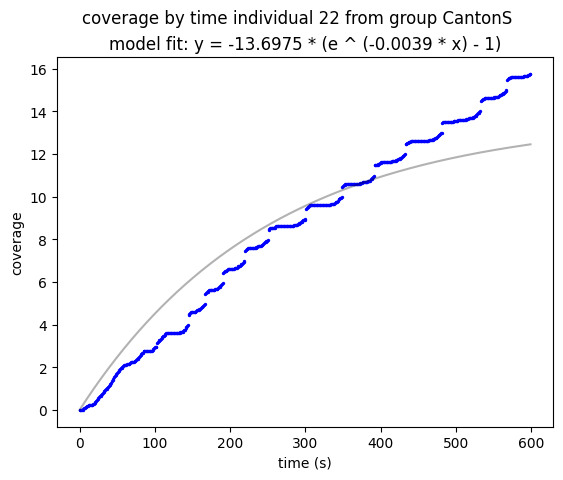 coverage by time individual 22 from group CantonS
model fit: y = -13.6975 * (e ^ (-0.0039 * x) - 1)
16
14
12
10
8
6
4
2
0
coverage
0 100 200 300 400 500 600
time (s)